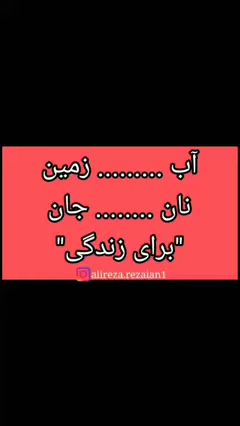 آب ......... زمین
نان ........ جان
"برای زندگی"
alireza.rezaian1